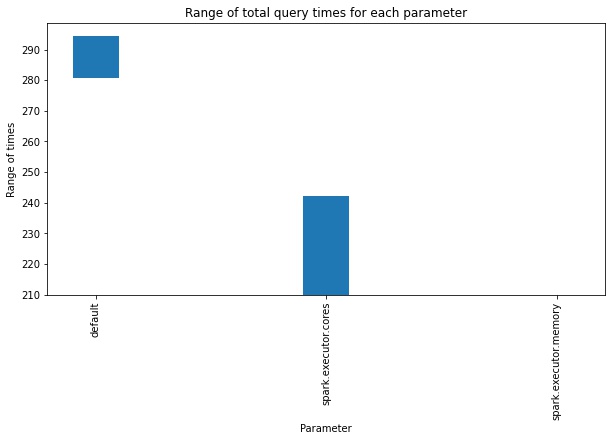 Range of total query times for each parameter
Range of times
290
280
270
260
250
240
230
220
210
default
spark.executor.cores
spark.executor.memory
Parameter